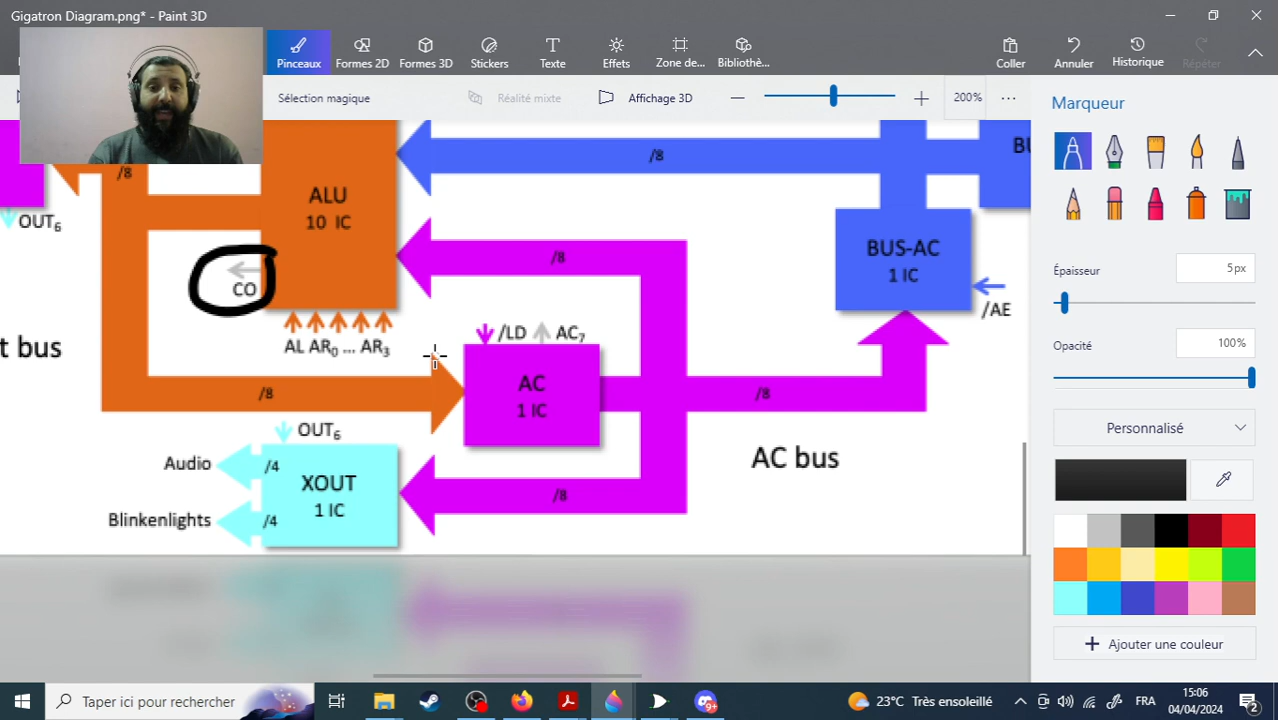 Gigatron Diagram.png* - Paint 3D
Pinceaux
Formes 2D
Formes 3D
Stickers
Texte
Effets
Zone de...
Bibliothè...
Coller
Annuler
Historique
Répéter
Sélection magique
Réalité mixte
Affichage 3D
200%
Marqueur
Épaisseur
5px
Opacité
100%
Personnalisé
Ajouter une couleur
/8
OUT6
ALU
10 IC
/8
BU
/8
CO
AL AR0 ... AR3
BUS-AC
1 IC
/AE
t bus
/LD
AC7
/8
AC
1 IC
/8
AC bus
OUT6
Audio
/4
XOUT
1 IC
/8
Blinkenlights
/4
Taper ici pour rechercher
23°C Très ensoleillé
FRA
15:06
04/04/2024
2